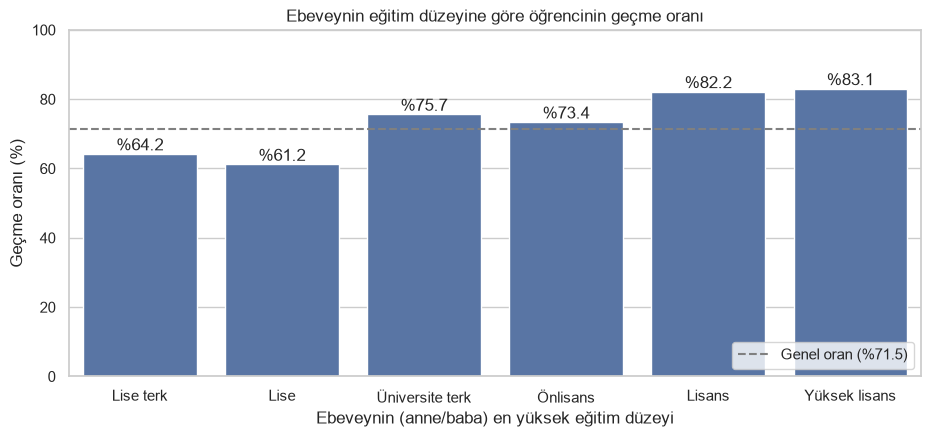 Ebeveynin eğitim düzeyine göre öğrencinin geçme oranı
Geçme oranı (%)
100
80
60
40
20
0
%64.2
%61.2
%75.7
%73.4
%82.2
%83.1
Genel oran (%71.5)
Lise terk
Lise
Üniversite terk
Önlisans
Lisans
Yüksek lisans
Ebeveynin (anne/baba) en yüksek eğitim düzeyi